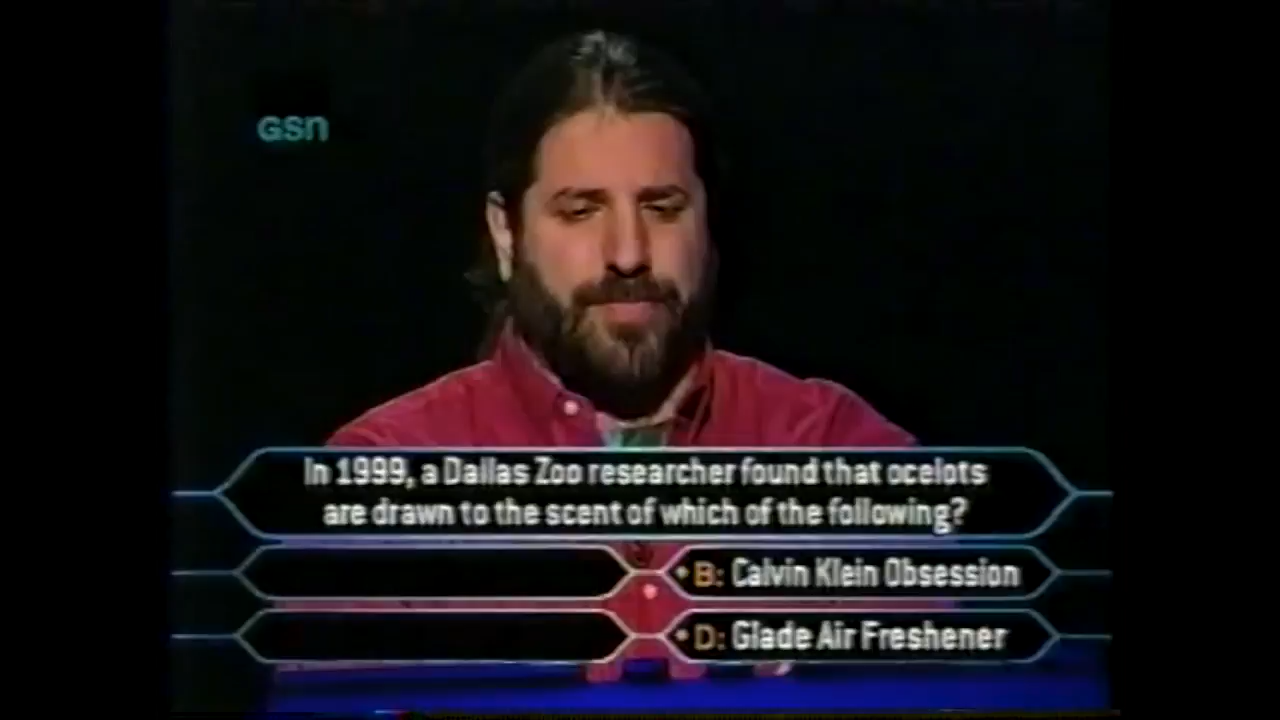 GSN
In 1999, a Dallas Zoo researcher found that ocelots
are drawn to the scent of which of the following?
B: Calvin Klein Obsession
D: Glade Air Freshener